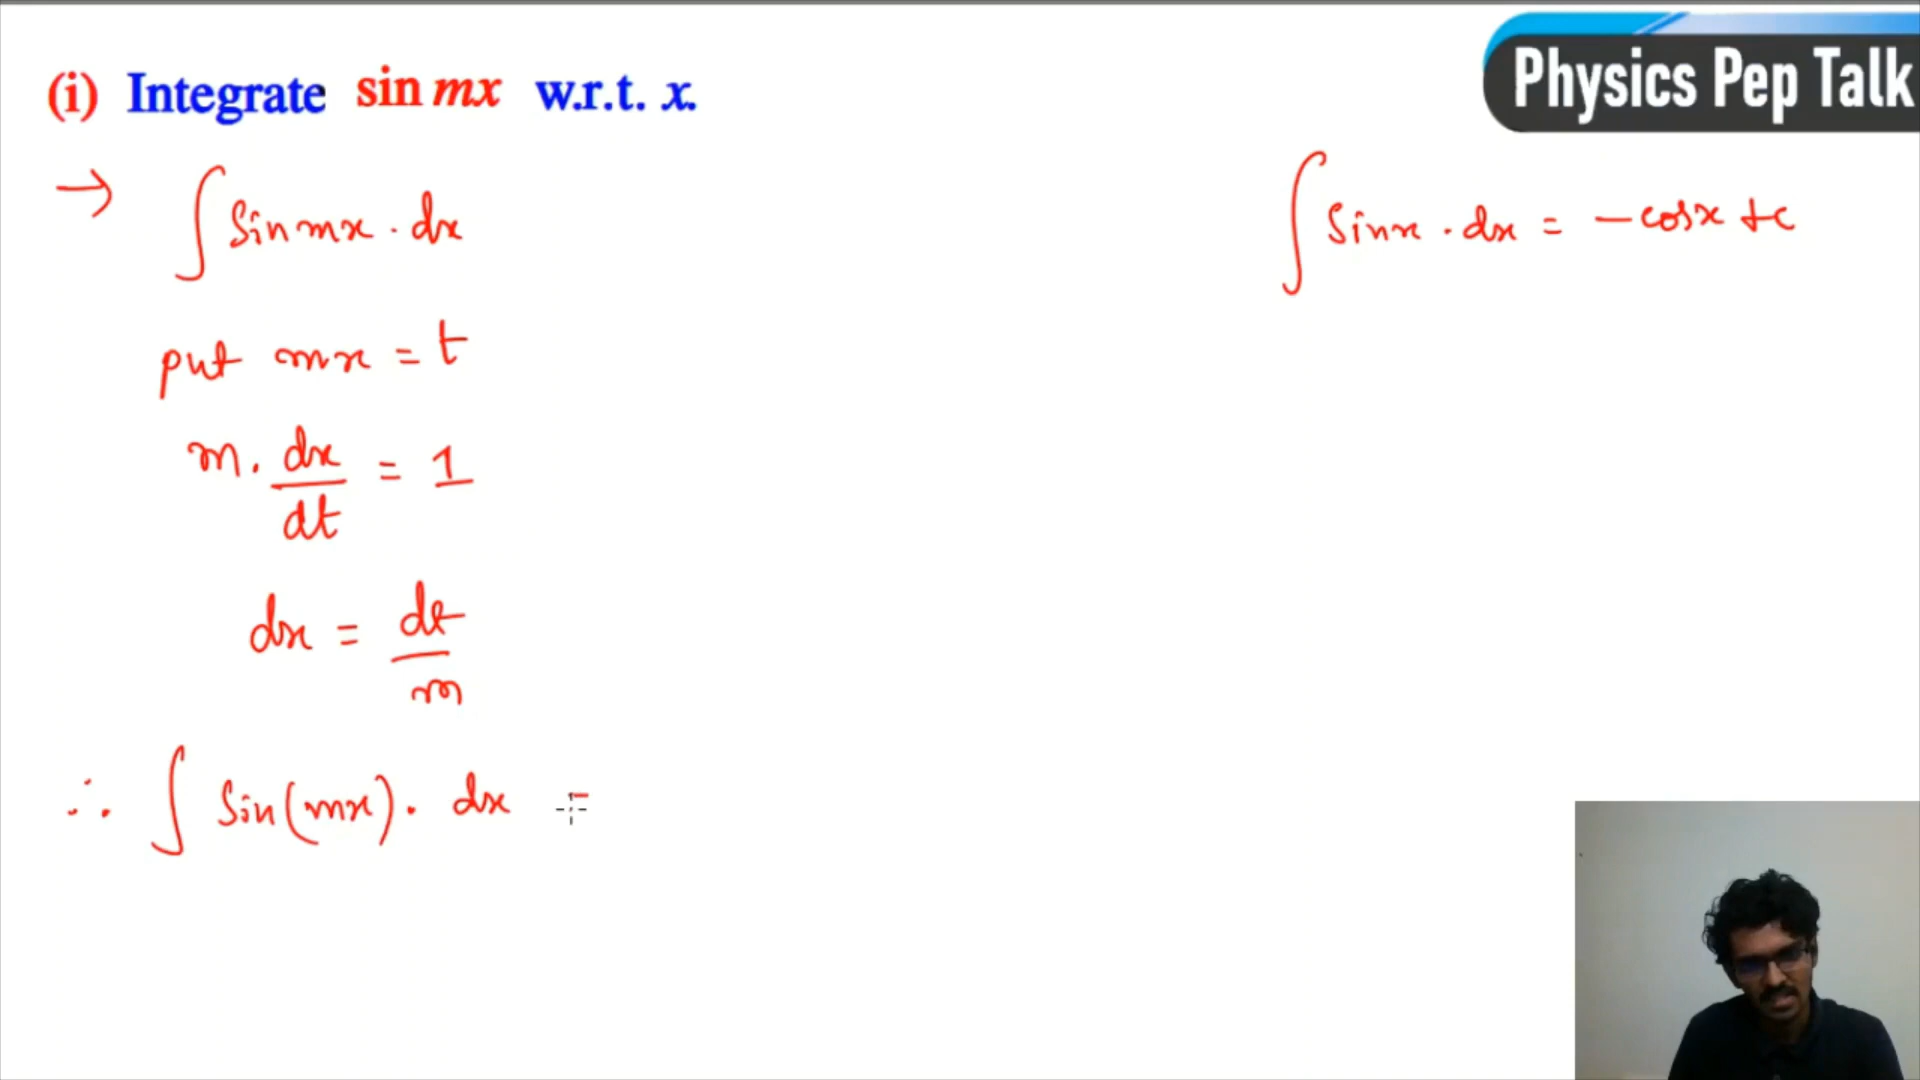 (i) Integrate sin mx w.r.t. x.
Physics Pep Talk
→ ∫ Sin mx . dx
∫ Sinx . dx = -cosx + c
put mx = t
m . dx/dt = 1
dx = dt/m
∴ ∫ Sin(mx) . dx =